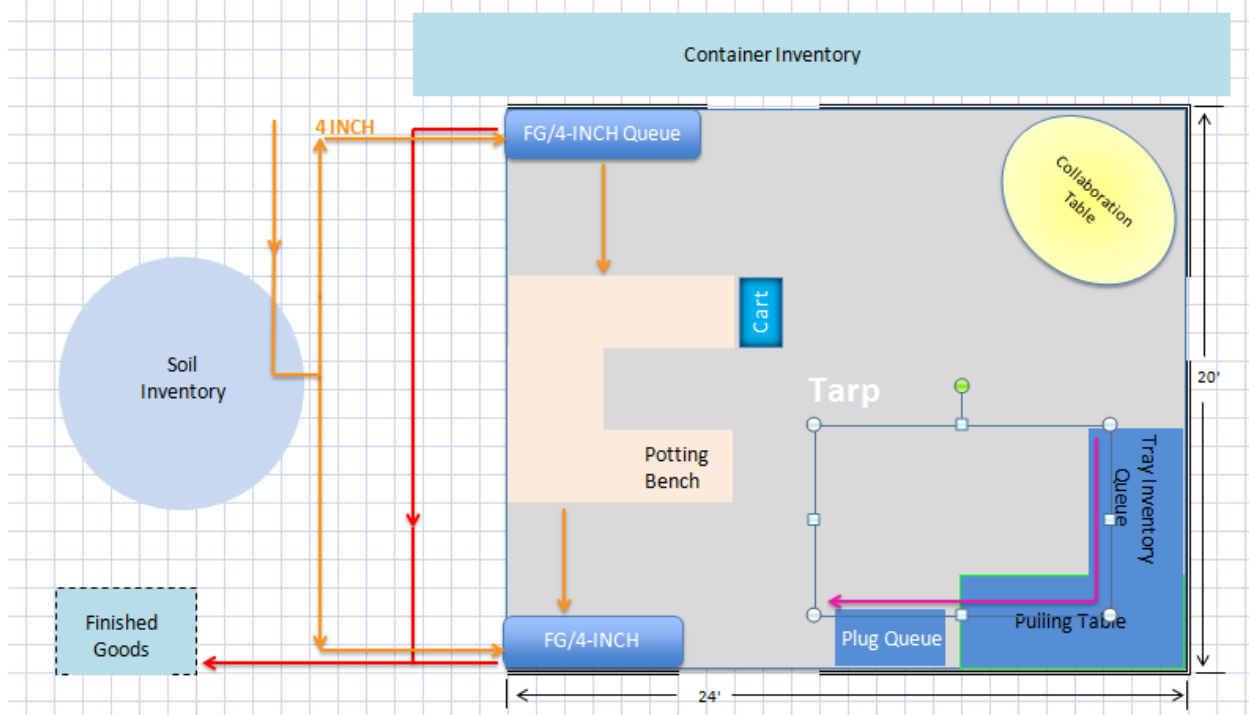 Container Inventory
4 INCH
FG/4-INCH Queue
Collaboration
Table
Cart
Soil
Inventory
20'
Tarp
Potting
Bench
Tray Inventory
Queue
Finished
Goods
FG/4-INCH
Plug Queue
Pulling Table
24'